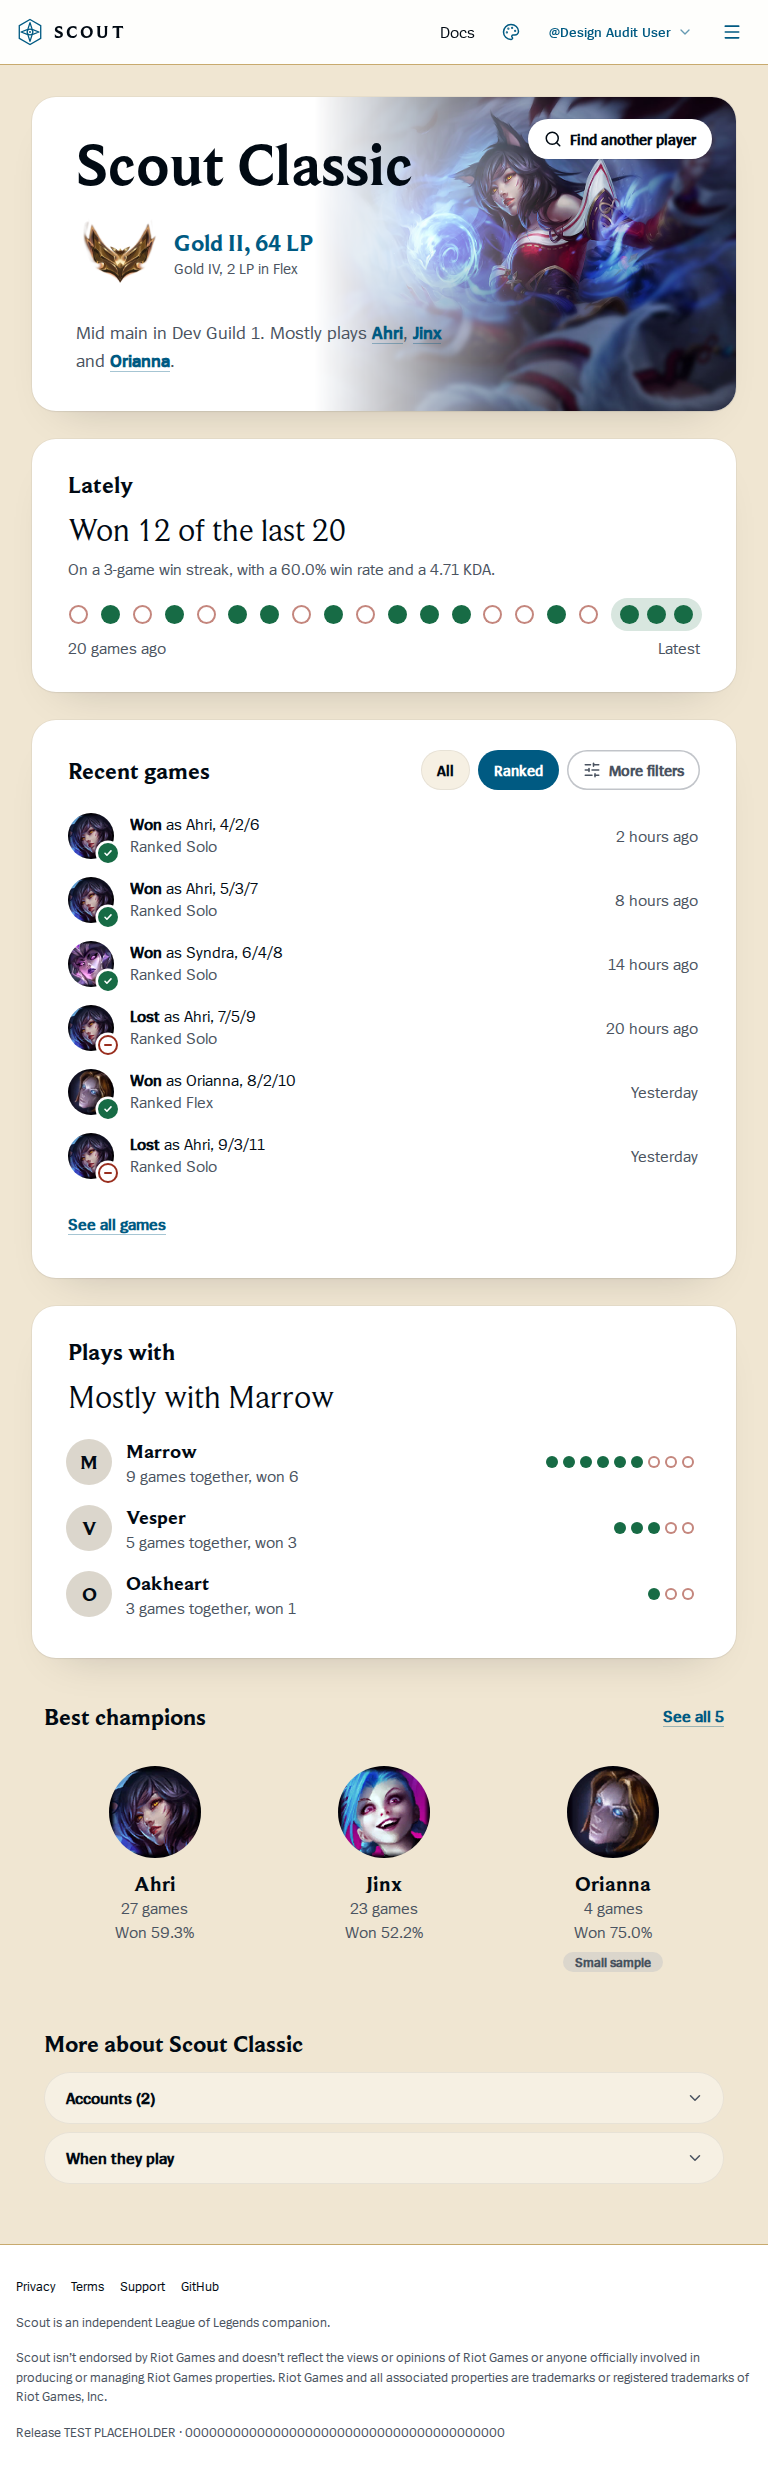 SCOUT
Docs
@Design Audit User
Find another player
Scout Classic
Gold II, 64 LP
Gold IV, 2 LP in Flex
Mid main in Dev Guild 1. Mostly plays Ahri, Jinx
and Orianna.
Lately
Won 12 of the last 20
On a 3-game win streak, with a 60.0% win rate and a 4.71 KDA.
20 games ago
Latest
Recent games
All
Ranked
More filters
Won as Ahri, 4/2/6
Ranked Solo
2 hours ago
Won as Ahri, 5/3/7
Ranked Solo
8 hours ago
Won as Syndra, 6/4/8
Ranked Solo
14 hours ago
Lost as Ahri, 7/5/9
Ranked Solo
20 hours ago
Won as Orianna, 8/2/10
Ranked Flex
Yesterday
Lost as Ahri, 9/3/11
Ranked Solo
Yesterday
See all games
Plays with
Mostly with Marrow
M
Marrow
9 games together, won 6
V
Vesper
5 games together, won 3
O
Oakheart
3 games together, won 1
Best champions
See all 5
Ahri
27 games
Won 59.3%
Jinx
23 games
Won 52.2%
Orianna
4 games
Won 75.0%
Small sample
More about Scout Classic
Accounts (2)
When they play
Privacy
Terms
Support
GitHub
Scout is an independent League of Legends companion.
Scout isn't endorsed by Riot Games and doesn't reflect the views or opinions of Riot Games or anyone officially involved in
producing or managing Riot Games properties. Riot Games and all associated properties are trademarks or registered trademarks of
Riot Games, Inc.
Release TEST PLACEHOLDER · 0000000000000000000000000000000000000000